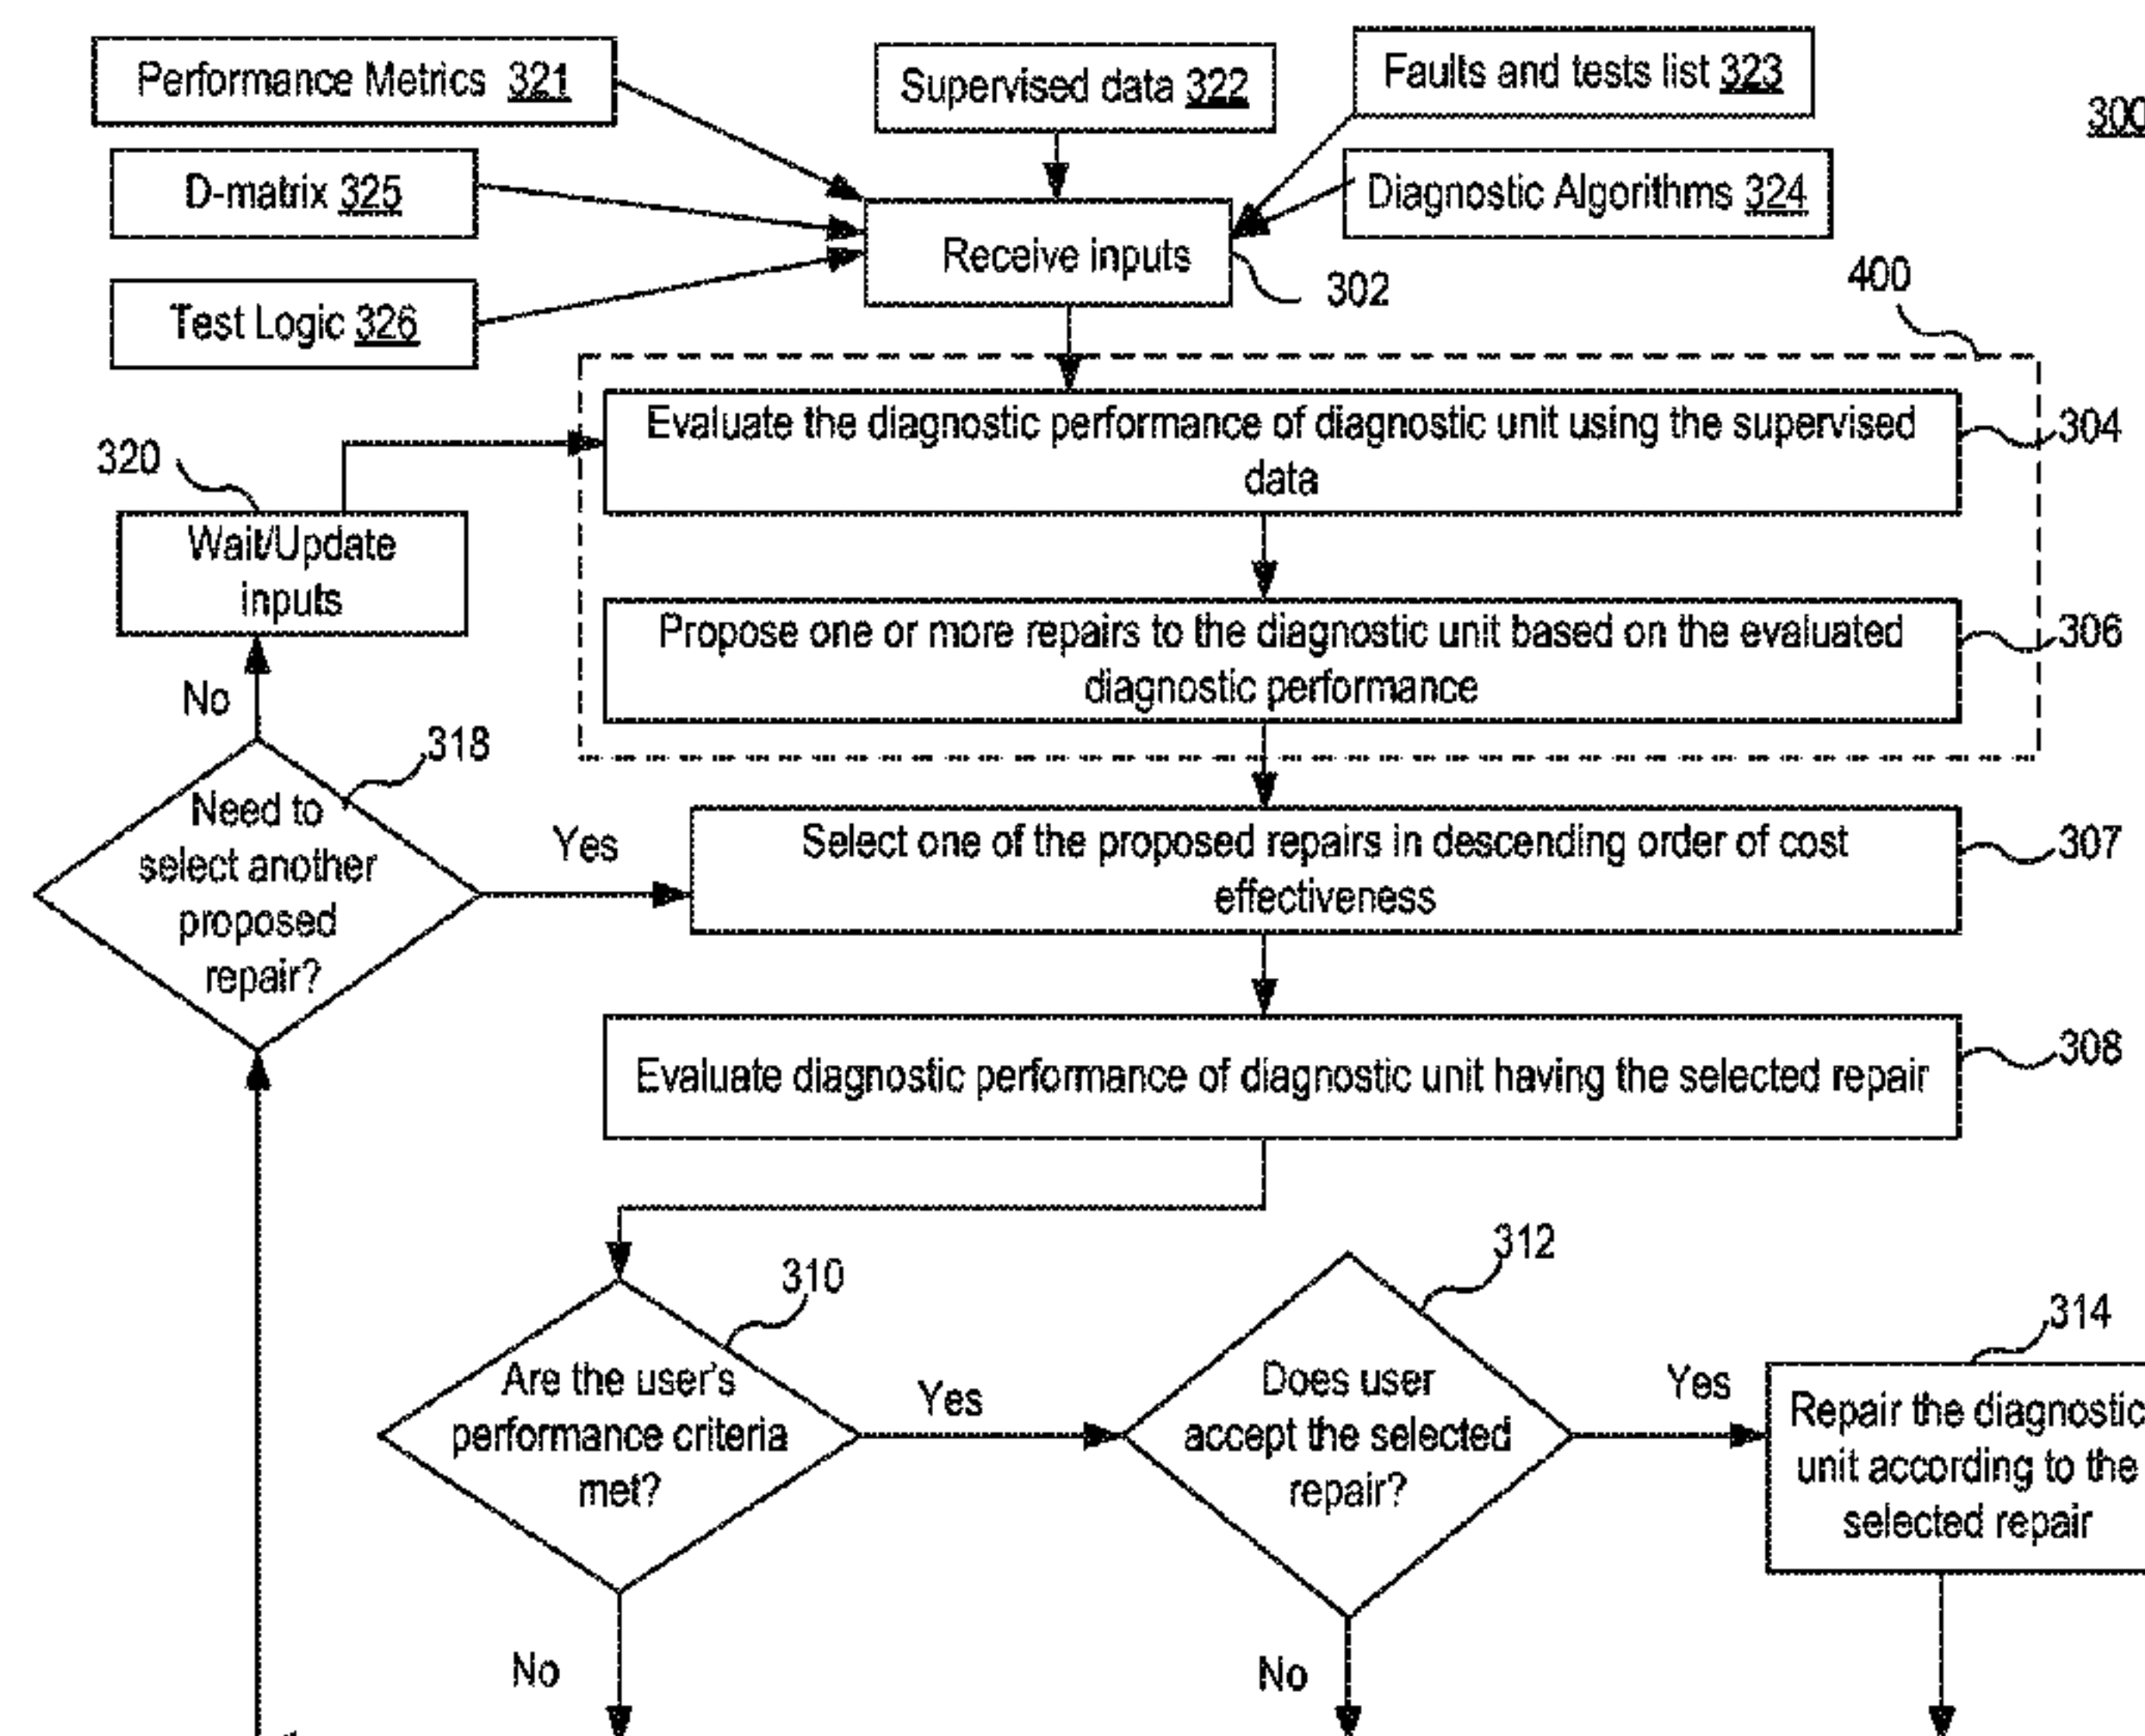 Performance Metrics 321
Supervised data 322
Faults and tests list 323
300
D-matrix 325
Diagnostic Algorithms 324
Receive inputs
302
Test Logic 326
400
Evaluate the diagnostic performance of diagnostic unit using the supervised
data
304
320
Wait/Update
inputs
Propose one or more repairs to the diagnostic unit based on the evaluated
diagnostic performance
306
No
318
Need to
select another
proposed
repair?
Yes
Select one of the proposed repairs in descending order of cost
effectiveness
307
Evaluate diagnostic performance of diagnostic unit having the selected repair
308
310
Are the user's
performance criteria
met?
Yes
312
Does user
accept the selected
repair?
Yes
314
Repair the diagnostic
unit according to the
selected repair
No
No